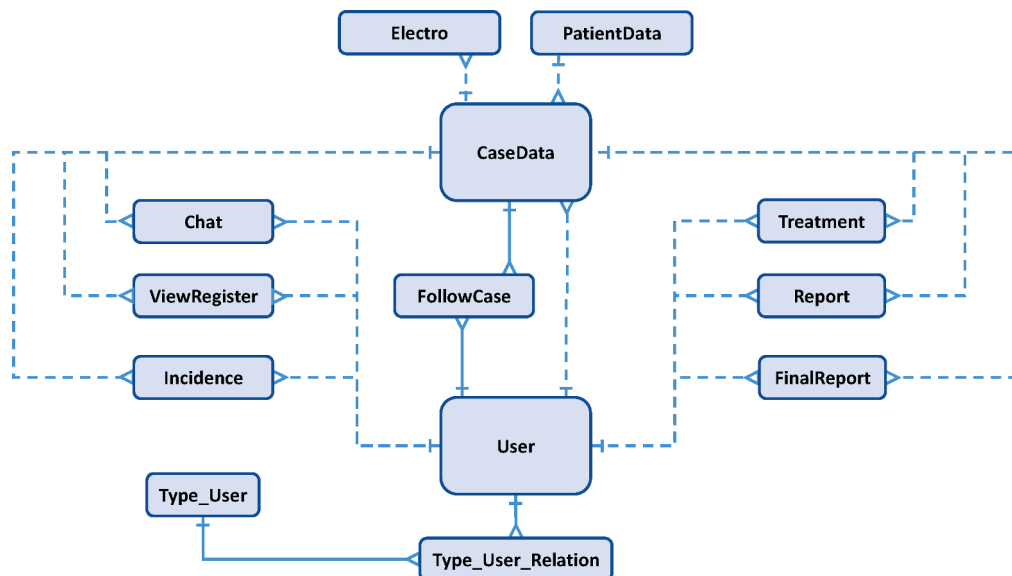 Electro
PatientData
CaseData
Chat
Treatment
ViewRegister
FollowCase
Report
Incidence
FinalReport
User
Type_User
Type_User_Relation